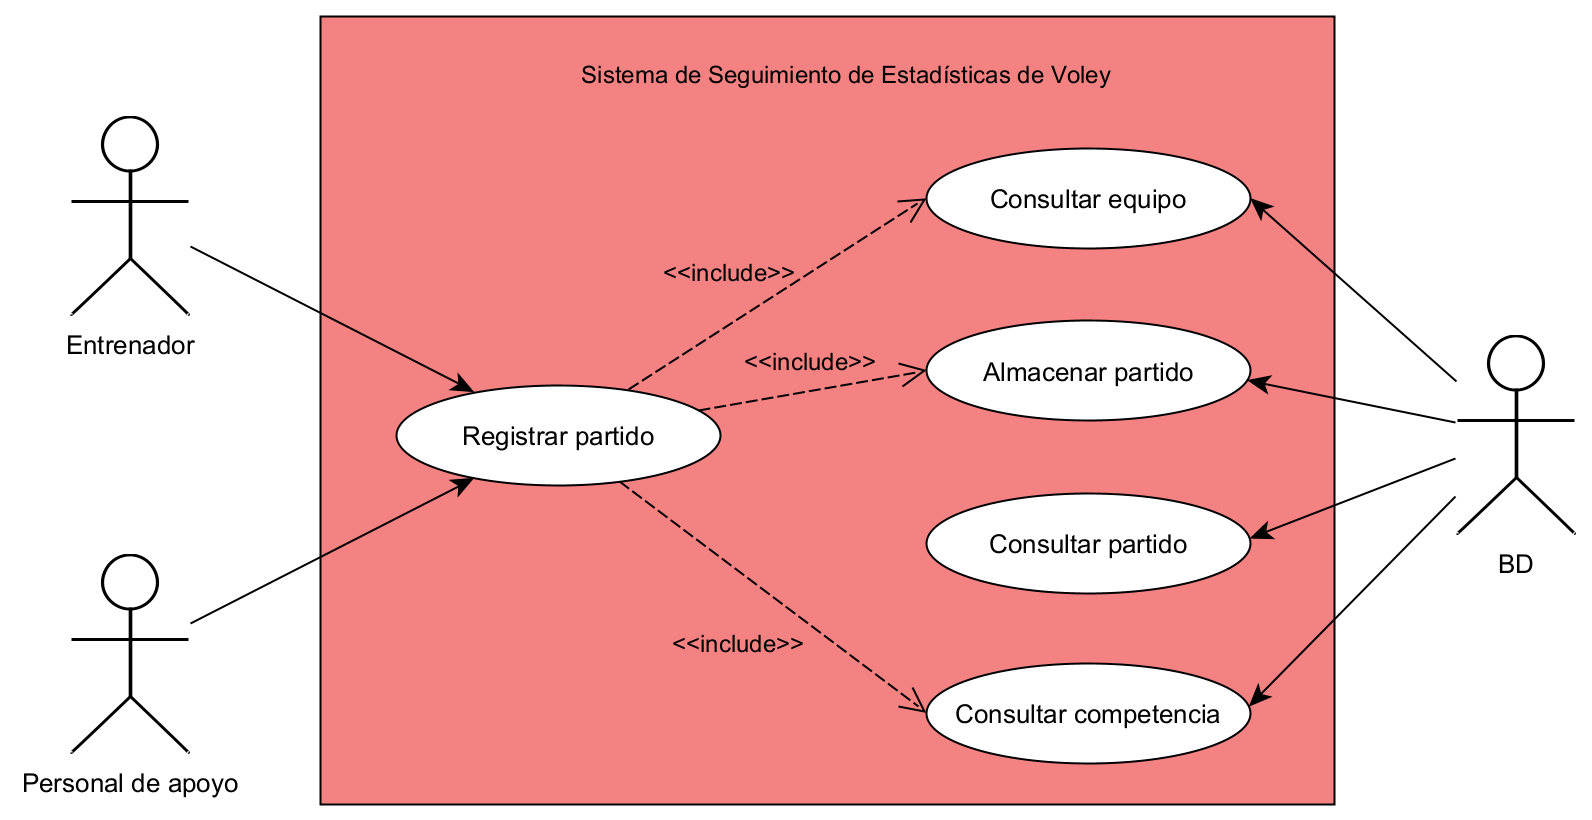 Sistema de Seguimiento de Estadísticas de Voley
Consultar equipo
<<include>>
Entrenador
<<include>>
Almacenar partido
Registrar partido
Consultar partido
BD
<<include>>
Consultar competencia
Personal de apoyo